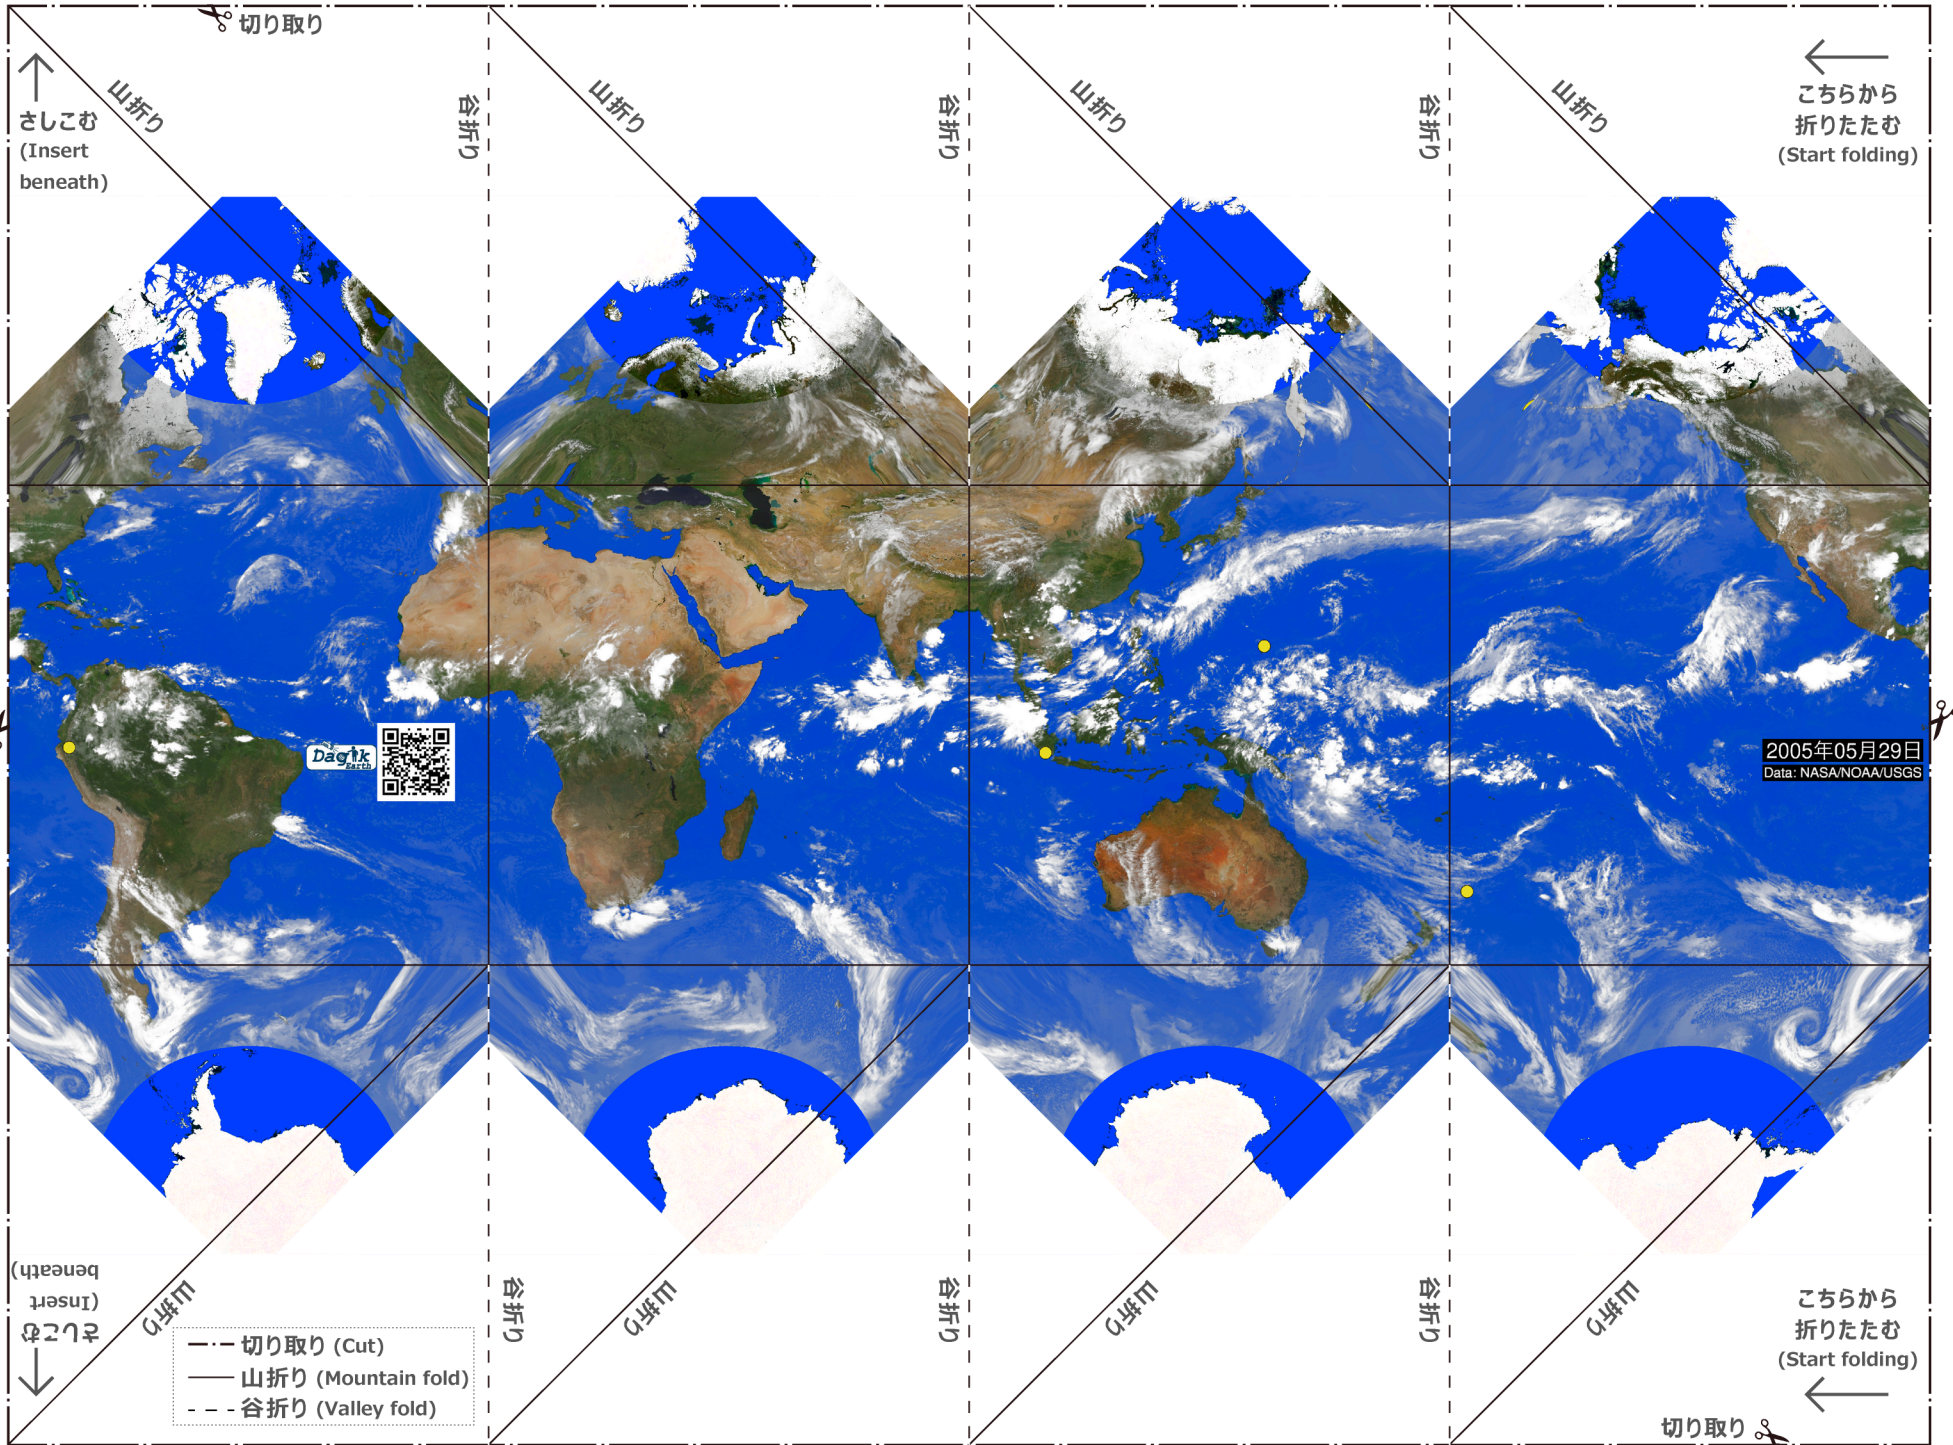 切り取り
さしこむ
(Insert
beneath)
山折り
谷折り
山折り
谷折り
山折り
谷折り
山折り
こちらから
折りたたむ
(Start folding)
Dagik
Earth
2005年05月29日
Data: NASA/NOAA/USGS
さしこむ
(Insert
beneath)
山折り
谷折り
山折り
谷折り
山折り
谷折り
山折り
こちらから
折りたたむ
(Start folding)
切り取り (Cut)
山折り (Mountain fold)
谷折り (Valley fold)
切り取り